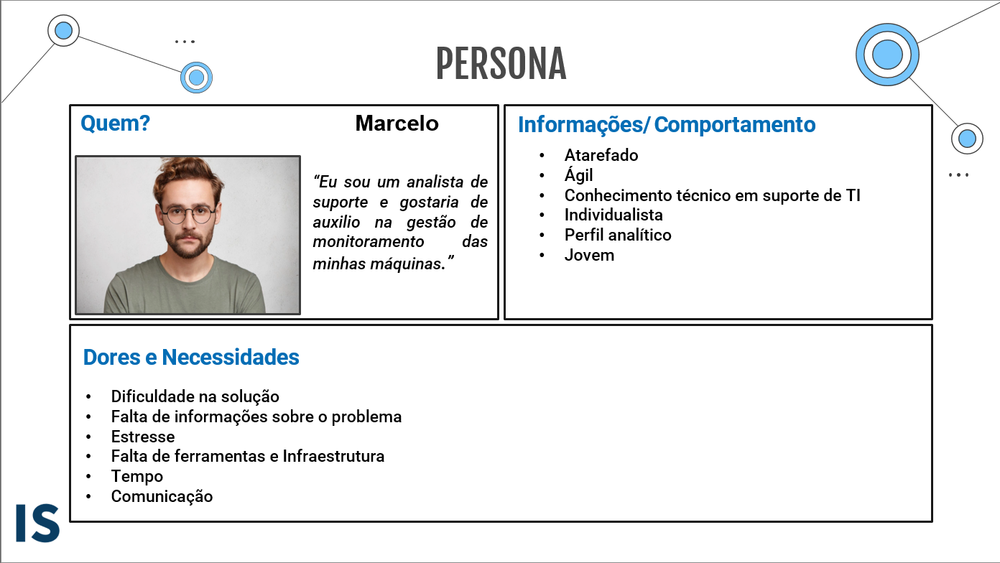 PERSONA
Quem?
Marcelo
“Eu sou um analista de
suporte e gostaria de
auxilio na gestão de
monitoramento das
minhas máquinas.”
Informações/ Comportamento
• Atarefado
• Ágil
• Conhecimento técnico em suporte de TI
• Individualista
• Perfil analítico
• Jovem
Dores e Necessidades
• Dificuldade na solução
• Falta de informações sobre o problema
• Estresse
• Falta de ferramentas e Infraestrutura
• Tempo
• Comunicação
IS